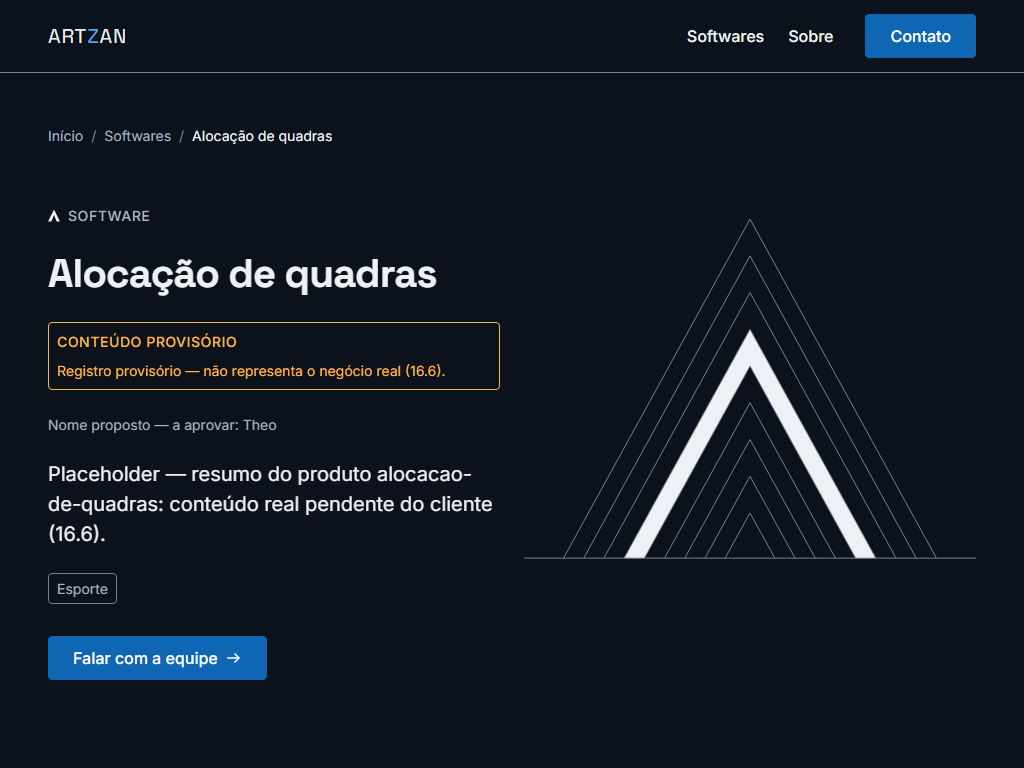 ARTZAN
Softwares
Sobre
Contato
Início / Softwares / Alocação de quadras
SOFTWARE
Alocação de quadras
CONTEÚDO PROVISÓRIO
Registro provisório — não representa o negócio real (16.6).
Nome proposto — a aprovar: Theo
Placeholder — resumo do produto alocacao-
de-quadras: conteúdo real pendente do cliente
(16.6).
Esporte
Falar com a equipe →